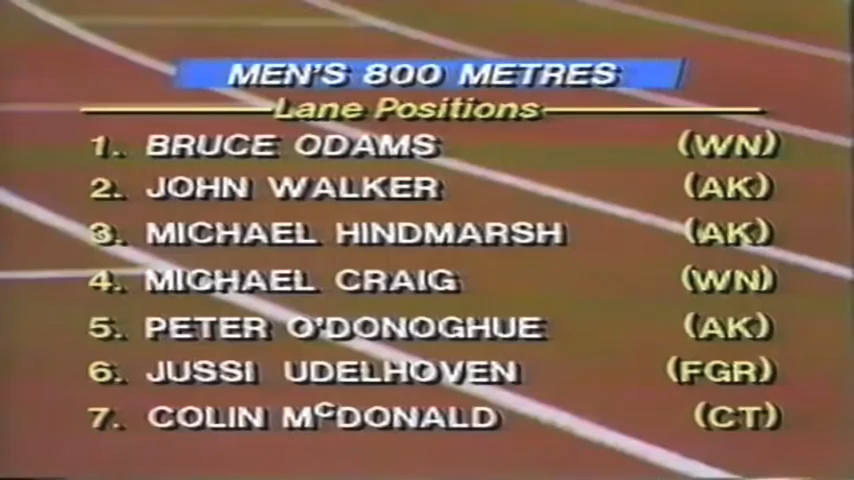 MEN'S 800 METRES
Lane Positions
1. BRUCE ODAMS (WN)
2. JOHN WALKER (AK)
3. MICHAEL HINDMARSH (AK)
4. MICHAEL CRAIG (WN)
5. PETER O'DONOGHUE (AK)
6. JUSSI UDELHOVEN (FGR)
7. COLIN McDONALD (CT)